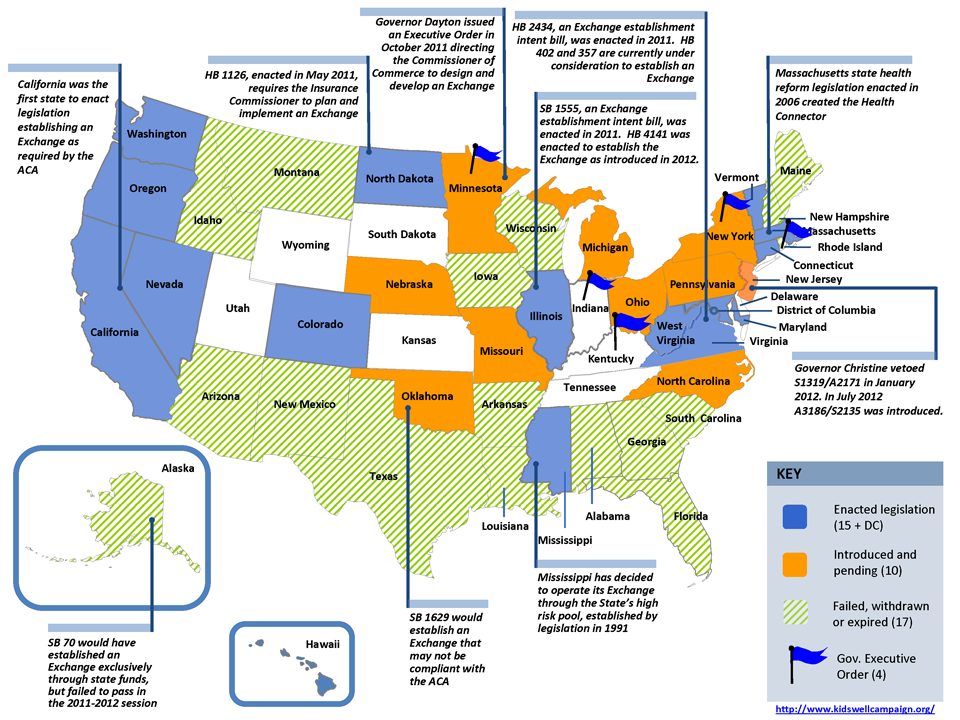 Governor Dayton issued
an Executive Order in
October 2011 directing
the Commissioner of
Commerce to design and
develop an Exchange
HB 2434, an Exchange establishment
intent bill, was enacted in 2011. HB
402 and 357 are currently under
consideration to establish an
Exchange
California was the
first state to enact
legislation
establishing an
Exchange as
required by the
ACA
HB 1126, enacted in May 2011,
requires the Insurance
Commissioner to plan and
implement an Exchange
SB 1555, an Exchange
establishment intent bill, was
enacted in 2011. HB 4141 was
enacted to establish the
Exchange as introduced in 2012.
Massachusetts state health
reform legislation enacted in
2006 created the Health
Connector
Washington
Oregon
Montana
Idaho
North Dakota
Minnesota
South Dakota
Wyoming
Wisconsin
Michigan
Vermont
Maine
New York
New Hampshire
Massachusetts
Rhode Island
Connecticut
New Jersey
Delaware
District of Columbia
Maryland
Virginia
Nevada
Utah
California
Colorado
Nebraska
Iowa
Kansas
Missouri
Illinois
Indiana
Ohio
Pennsylvania
West
Virginia
Kentucky
Tennessee
North Carolina
South Carolina
Arizona
New Mexico
Oklahoma
Arkansas
Texas
Louisiana
Mississippi
Alabama
Georgia
Florida
Alaska
Hawaii
Governor Christine vetoed
S1319/A2171 in January
2012. In July 2012
A3186/S2135 was introduced.
SB 70 would have
established an
Exchange exclusively
through state funds,
but failed to pass in
the 2011-2012 session
SB 1629 would
establish an
Exchange that
may not be
compliant with
the ACA
Mississippi has decided
to operate its Exchange
through the State's high
risk pool, established by
legislation in 1991
KEY
Enacted legislation
(15 + DC)
Introduced and
pending (10)
Failed, withdrawn
or expired (17)
Gov. Executive
Order (4)
http://www.kidswellcampaign.org/